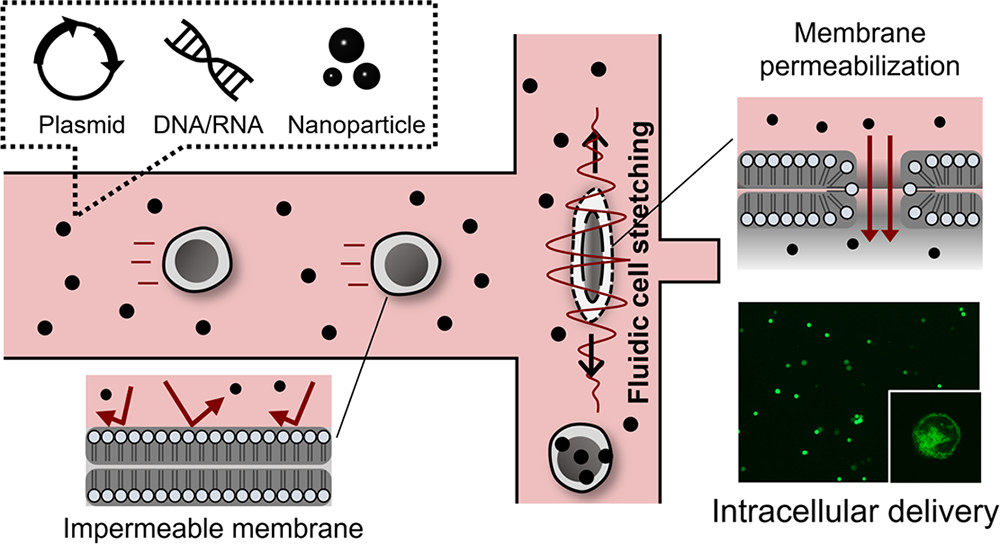 Plasmid
DNA/RNA
Nanoparticle
Membrane
permeabilization
Fluidic cell stretching
Impermeable membrane
Intracellular delivery